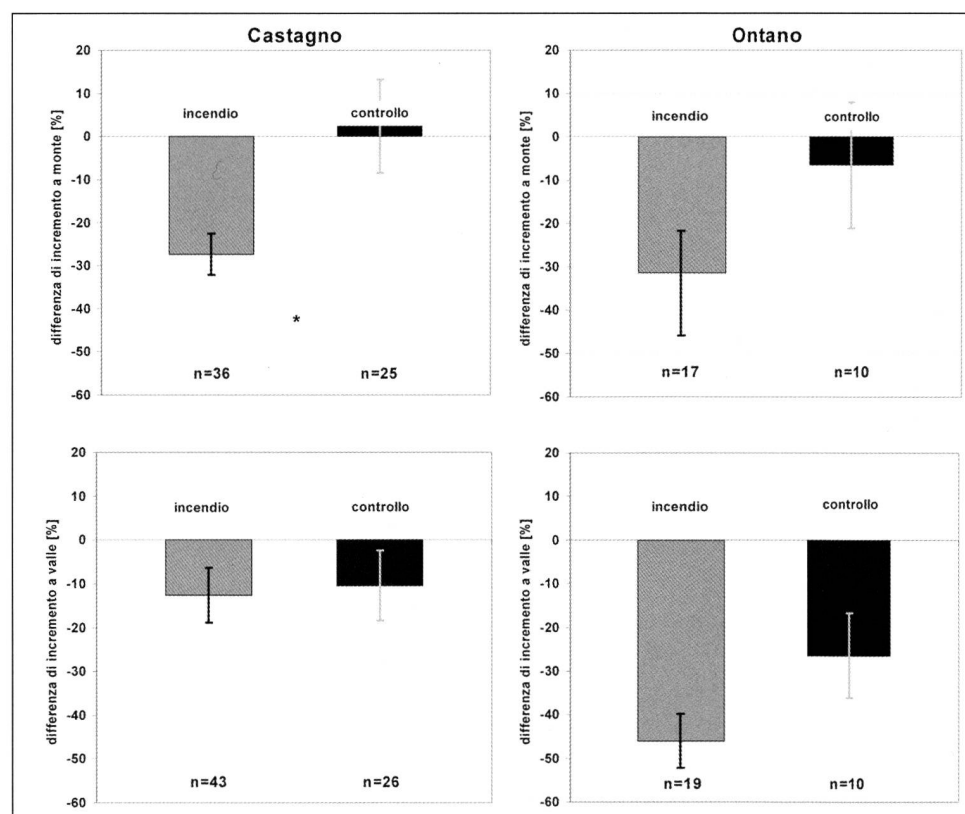 Castagno
differenza di incremento a monte [%]
20
10
0
-10
-20
-30
-40
-50
-60
incendio
controllo
*
n=36
n=25
Ontano
differenza di incremento a monte [%]
20
10
0
-10
-20
-30
-40
-50
-60
incendio
controllo
n=17
n=10
differenza di incremento a valle [%]
20
10
0
-10
-20
-30
-40
-50
-60
incendio
controllo
n=43
n=26
differenza di incremento a valle [%]
20
10
0
-10
-20
-30
-40
-50
-60
incendio
controllo
n=19
n=10